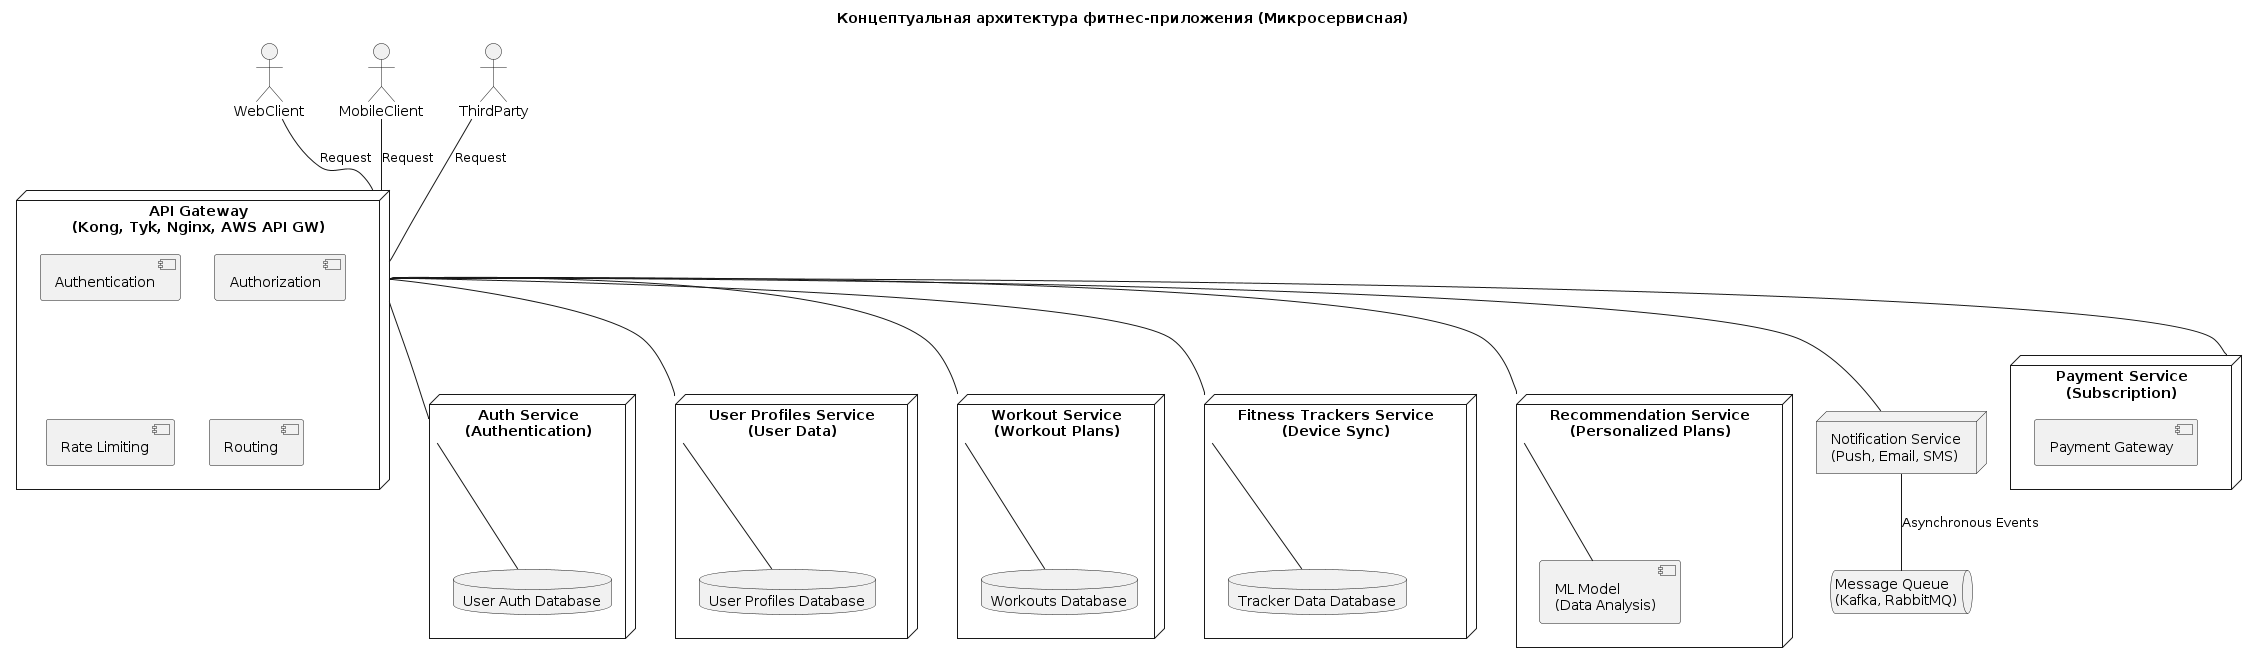 Концептуальная архитектура фитнес-приложения (Микросервисная)
WebClient
MobileClient
ThirdParty
Request
Request
Request
API Gateway
(Kong, Tyk, Nginx, AWS API GW)
Authentication
Authorization
Rate Limiting
Routing
Auth Service
(Authentication)
User Auth Database
User Profiles Service
(User Data)
User Profiles Database
Workout Service
(Workout Plans)
Workouts Database
Fitness Trackers Service
(Device Sync)
Tracker Data Database
Recommendation Service
(Personalized Plans)
ML Model
(Data Analysis)
Notification Service
(Push, Email, SMS)
Asynchronous Events
Message Queue
(Kafka, RabbitMQ)
Payment Service
(Subscription)
Payment Gateway